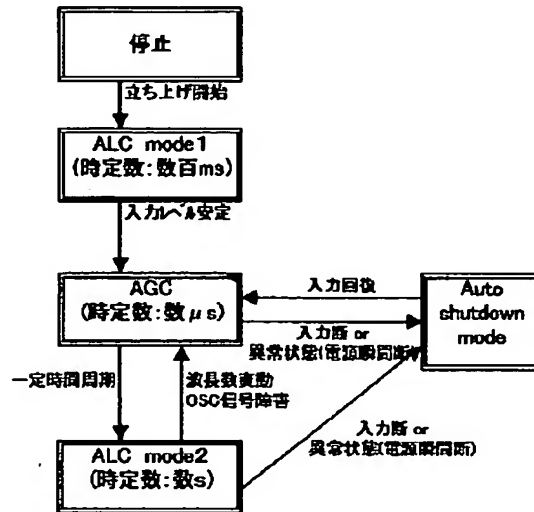 停止
立ち上げ開始
ALC mode1
(時定数:数百ms)
入力レベル安定
AGC
(時定数:数μs)
入力回復
Auto
shutdown
mode
入力断 or
異常状態(電源瞬間断)
一定時間周期
波長数変動
OSC信号障害
ALC mode2
(時定数:数s)
入力断 or
異常状態(電源瞬間断)